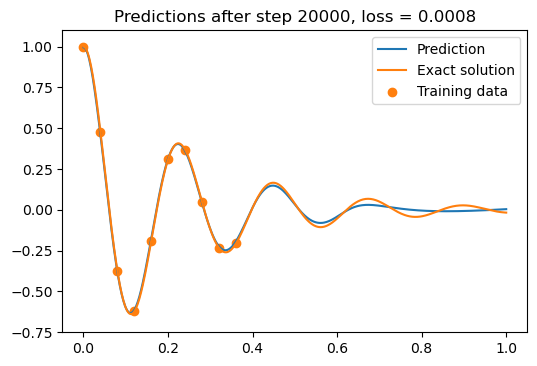 Predictions after step 20000, loss = 0.0008
1.00
0.75
0.50
0.25
0.00
−0.25
−0.50
−0.75
Prediction
Exact solution
Training data
0.0 0.2 0.4 0.6 0.8 1.0